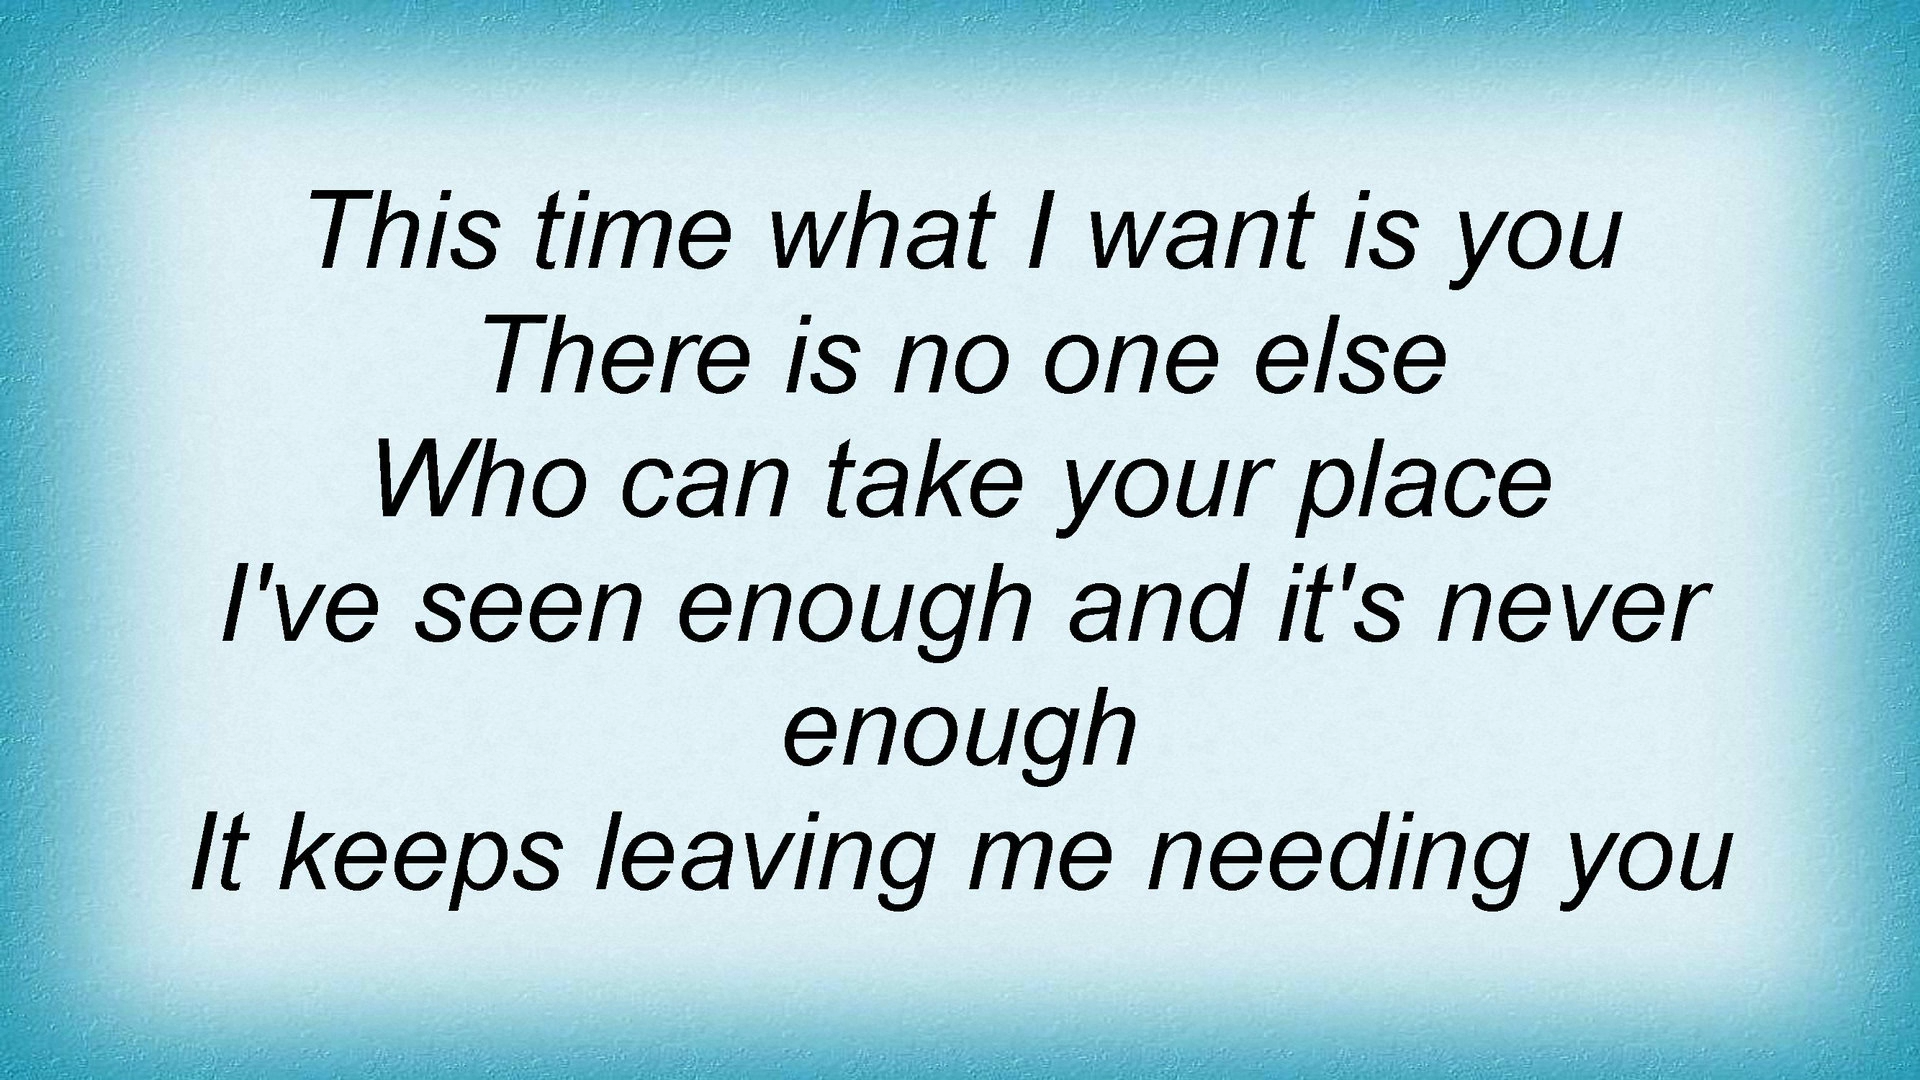 This time what I want is you
There is no one else
Who can take your place
I've seen enough and it's never
enough
It keeps leaving me needing you